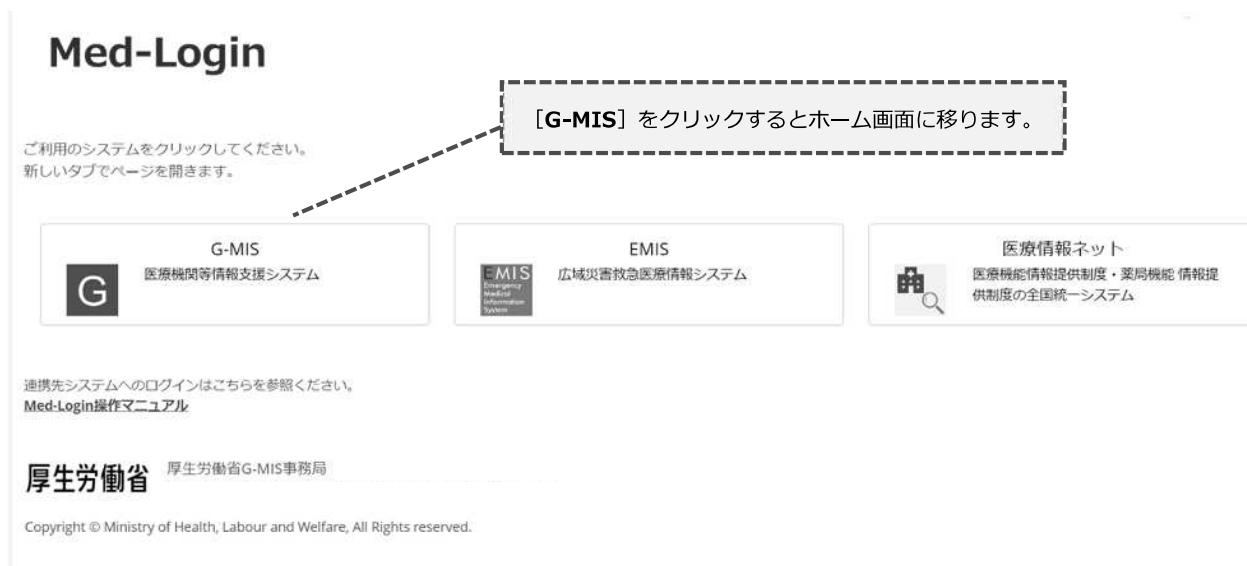 Med-Login
［G-MIS］をクリックするとホーム画面に移ります。
ご利用のシステムをクリックしてください。
新しいタブでページを開きます。
G-MIS
医療機関等情報支援システム
G
EMIS
広域災害救急医療情報システム
EMIS
Emergency
Medical
Information
System
医療情報ネット
医療機能情報提供制度・薬局機能 情報提
供制度の全国統一システム
連携先システムへのログインはこちらを参照ください。
Med-Login操作マニュアル
厚生労働省
厚生労働省G-MIS事務局
Copyright © Ministry of Health, Labour and Welfare, All Rights reserved.